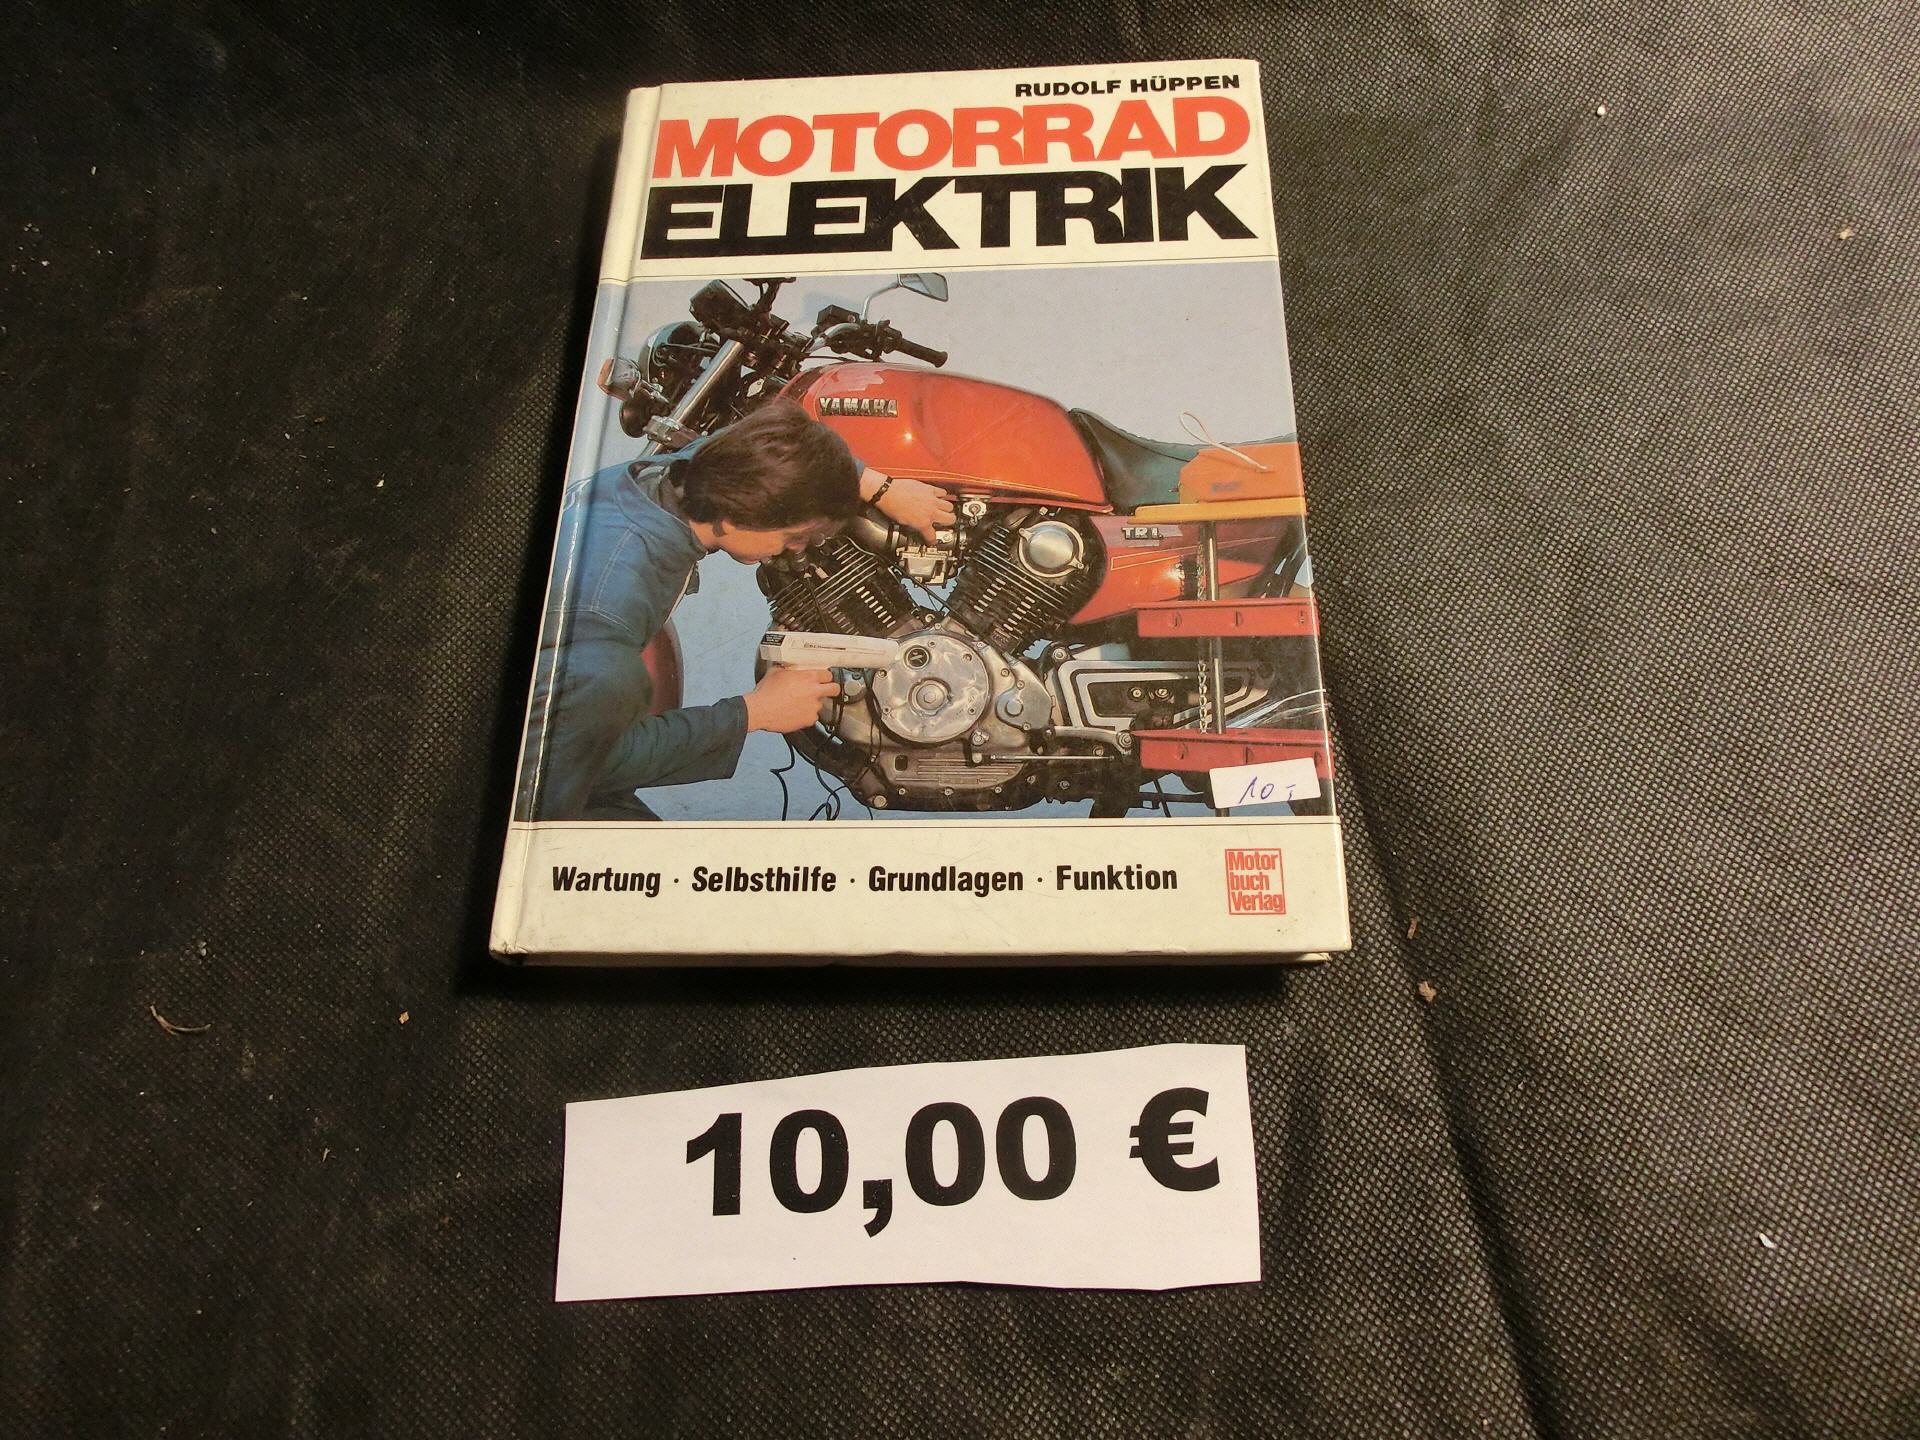 RUDOLF HÜPPEN
MOTORRAD
ELEKTRIK
YAMAHA
TR1
10,-
Wartung · Selbsthilfe · Grundlagen · Funktion
Motor
buch
Verlag
10,00 €